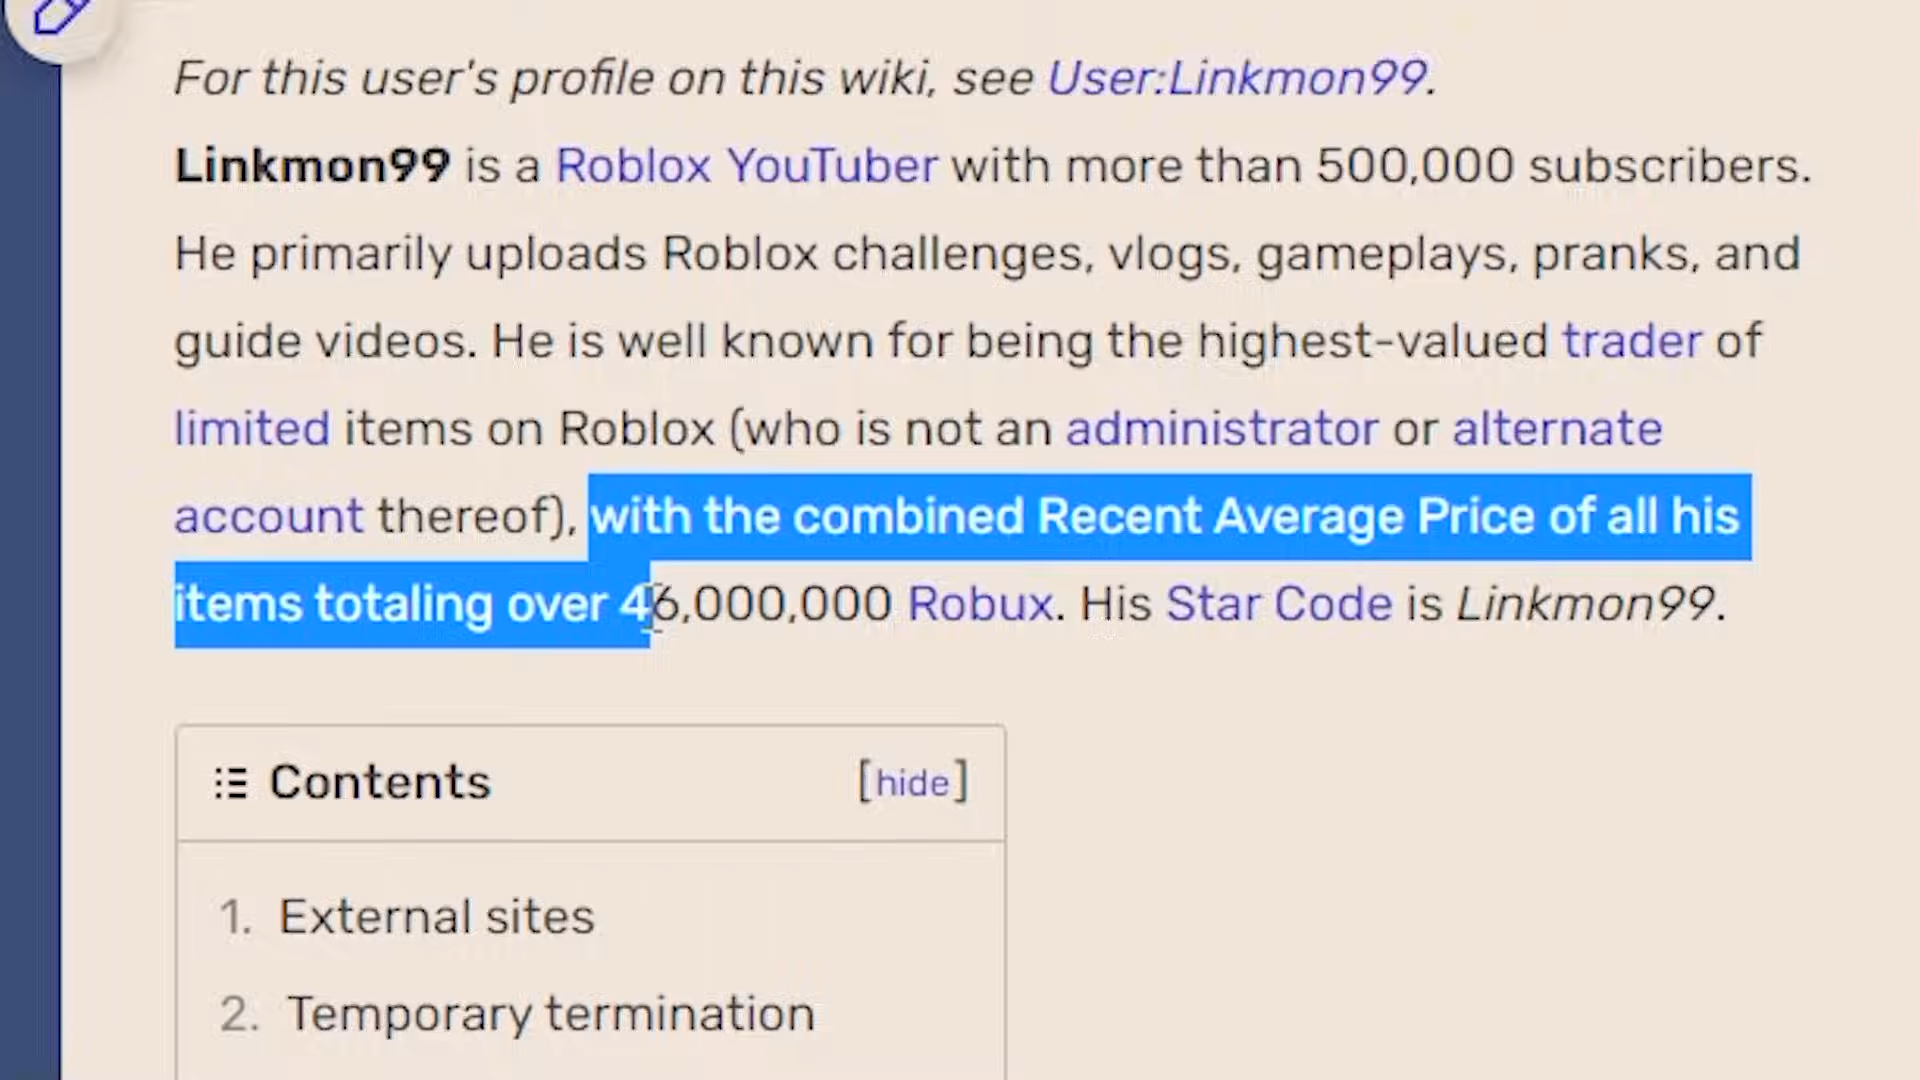 For this user's profile on this wiki, see User:Linkmon99.
Linkmon99 is a Roblox YouTuber with more than 500,000 subscribers.
He primarily uploads Roblox challenges, vlogs, gameplays, pranks, and
guide videos. He is well known for being the highest-valued trader of
limited items on Roblox (who is not an administrator or alternate
account thereof), with the combined Recent Average Price of all his
items totaling over 46,000,000 Robux. His Star Code is Linkmon99.
Contents [hide]
1. External sites
2. Temporary termination